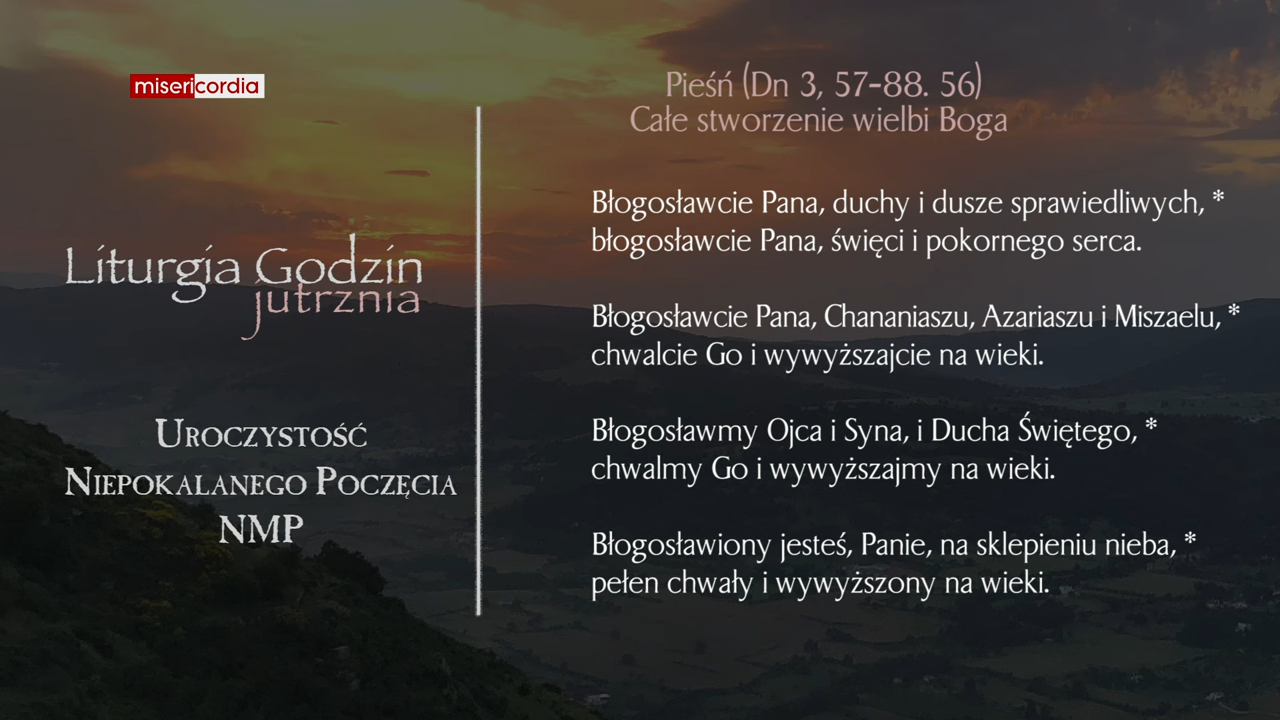 misericordia
Liturgia Godzin
jutrznia
Uroczystość
Niepokalanego Poczęcia
NMP
Pieśń (Dn 3, 57-88. 56)
Całe stworzenie wielbi Boga
Błogosławcie Pana, duchy i dusze sprawiedliwych, *
błogosławcie Pana, święci i pokornego serca.
Błogosławcie Pana, Chananiaszu, Azariaszu i Miszaelu, *
chwalcie Go i wywyższajcie na wieki.
Błogosławmy Ojca i Syna, i Ducha Świętego, *
chwalmy Go i wywyższajmy na wieki.
Błogosławiony jesteś, Panie, na sklepieniu nieba, *
pełen chwały i wywyższony na wieki.